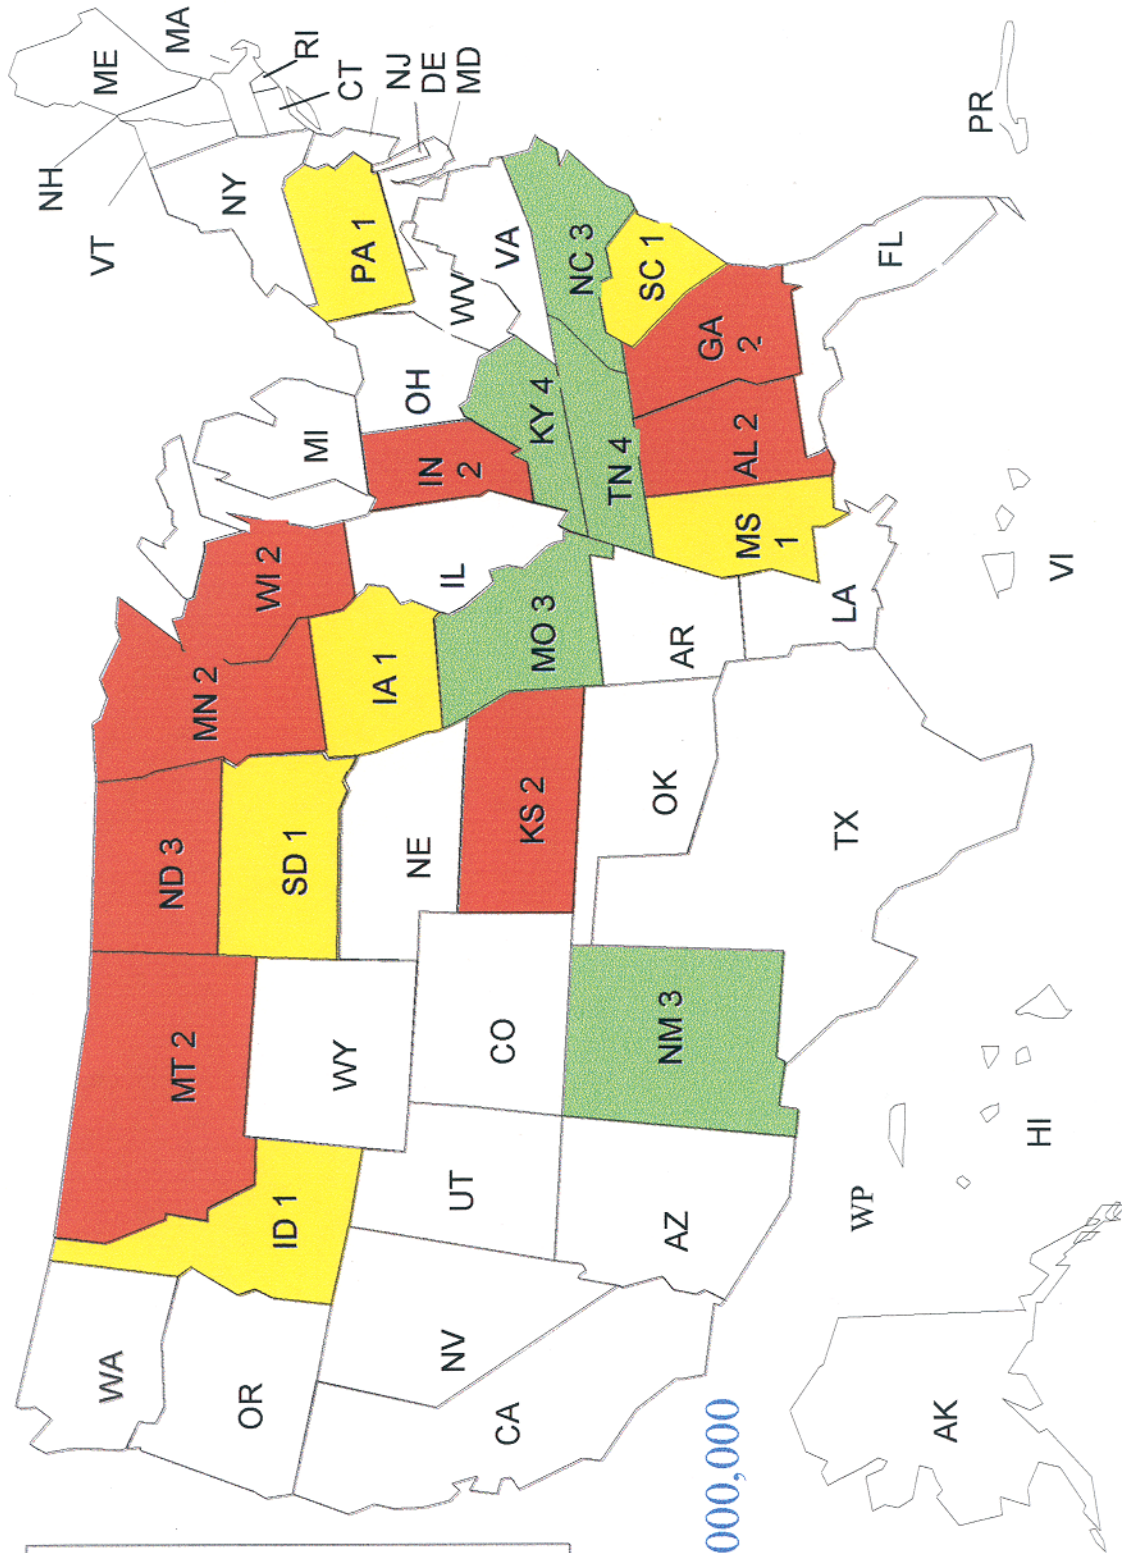 WA
OR
CA
NV
ID 1
MT 2
WY
UT
AZ
CO
NM 3
ND 3
SD 1
NE
KS 2
OK
TX
MN 2
IA 1
MO 3
AR
LA
WI 2
IL
MI
IN
2
OH
KY 4
TN 4
MS
1
AL 2
GA
2
FL
SC 1
NC 3
VA
WV
PA 1
NY
VT
NH
ME
MA
RI
CT
NJ
DE
MD
AK
WP
HI
VI
PR
000,000